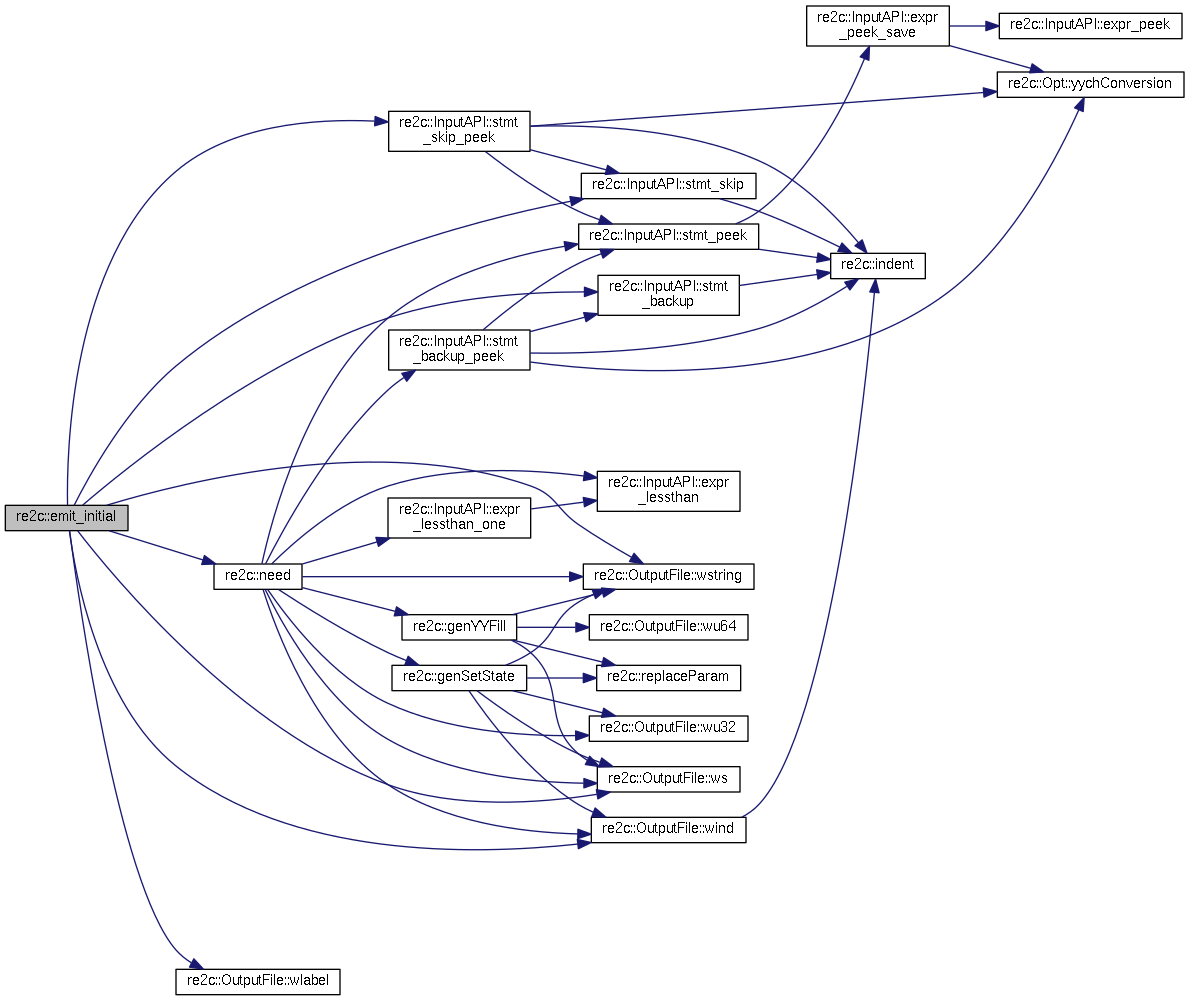 re2c::InputAPI::expr
_peek_save
re2c::InputAPI::expr_peek
re2c::Opt::yychConversion
re2c::InputAPI::stmt
_skip_peek
re2c::InputAPI::stmt_skip
re2c::InputAPI::stmt_peek
re2c::indent
re2c::InputAPI::stmt
_backup
re2c::InputAPI::stmt
_backup_peek
re2c::InputAPI::expr
_lessthan
re2c::emit_initial
re2c::InputAPI::expr
_lessthan_one
re2c::need
re2c::OutputFile::wstring
re2c::genYYFill
re2c::OutputFile::wu64
re2c::genSetState
re2c::replaceParam
re2c::OutputFile::wu32
re2c::OutputFile::ws
re2c::OutputFile::wind
re2c::OutputFile::wlabel